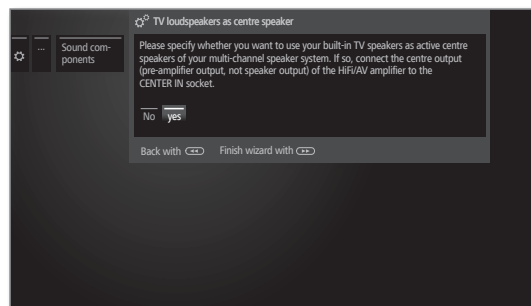 TV loudspeakers as centre speaker
...
Sound com-
ponents
Please specify whether you want to use your built-in TV speakers as active centre
speakers of your multi-channel speaker system. If so, connect the centre output
(pre-amplifier output, not speaker output) of the HiFi/AV amplifier to the
CENTER IN socket.
No yes
Back with Finish wizard with